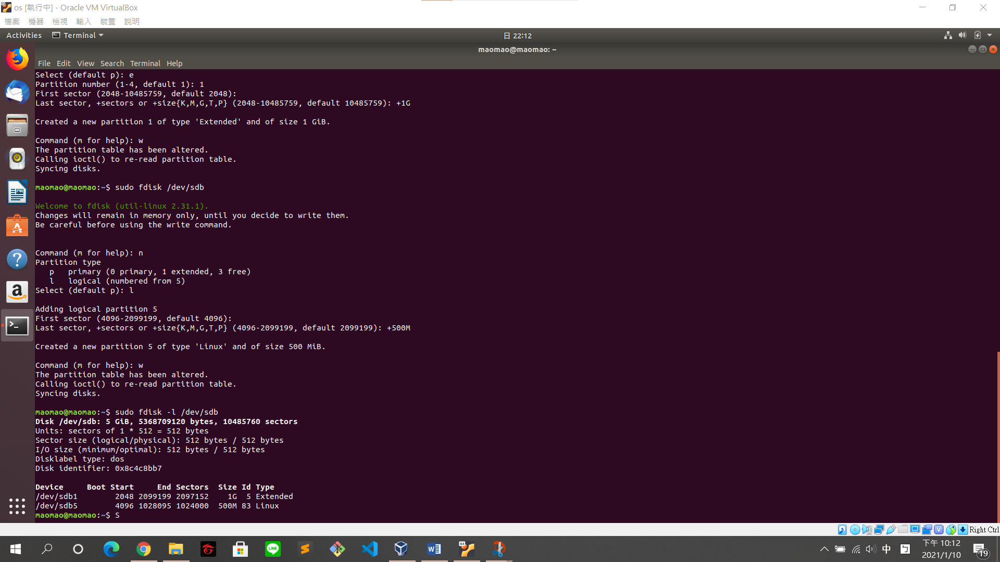 os [執行中] - Oracle VM VirtualBox
檔案 機器 檢視 輸入 裝置 說明
Activities Terminal 日 22:12
maomao@maomao: ~
File Edit View Search Terminal Help
Select (default p): e
Partition number (1-4, default 1): 1
First sector (2048-10485759, default 2048):
Last sector, +sectors or +size{K,M,G,T,P} (2048-10485759, default 10485759): +1G
Created a new partition 1 of type 'Extended' and of size 1 GiB.
Command (m for help): w
The partition table has been altered.
Calling ioctl() to re-read partition table.
Syncing disks.
maomao@maomao:~$ sudo fdisk /dev/sdb
Welcome to fdisk (util-linux 2.31.1).
Changes will remain in memory only, until you decide to write them.
Be careful before using the write command.
Command (m for help): n
Partition type
p primary (0 primary, 1 extended, 3 free)
l logical (numbered from 5)
Select (default p): l
Adding logical partition 5
First sector (4096-2099199, default 4096):
Last sector, +sectors or +size{K,M,G,T,P} (4096-2099199, default 2099199): +500M
Created a new partition 5 of type 'Linux' and of size 500 MiB.
Command (m for help): w
The partition table has been altered.
Calling ioctl() to re-read partition table.
Syncing disks.
maomao@maomao:~$ sudo fdisk -l /dev/sdb
Disk /dev/sdb: 5 GiB, 5368709120 bytes, 10485760 sectors
Units: sectors of 1 * 512 = 512 bytes
Sector size (logical/physical): 512 bytes / 512 bytes
I/O size (minimum/optimal): 512 bytes / 512 bytes
Disklabel type: dos
Disk identifier: 0x8c4c8bb7
Device Boot Start End Sectors Size Id Type
/dev/sdb1 2048 2099199 2097152 1G 5 Extended
/dev/sdb5 4096 1028095 1024000 500M 83 Linux
maomao@maomao:~$ S
Right Ctrl
中 下午 10:12
2021/1/10
19